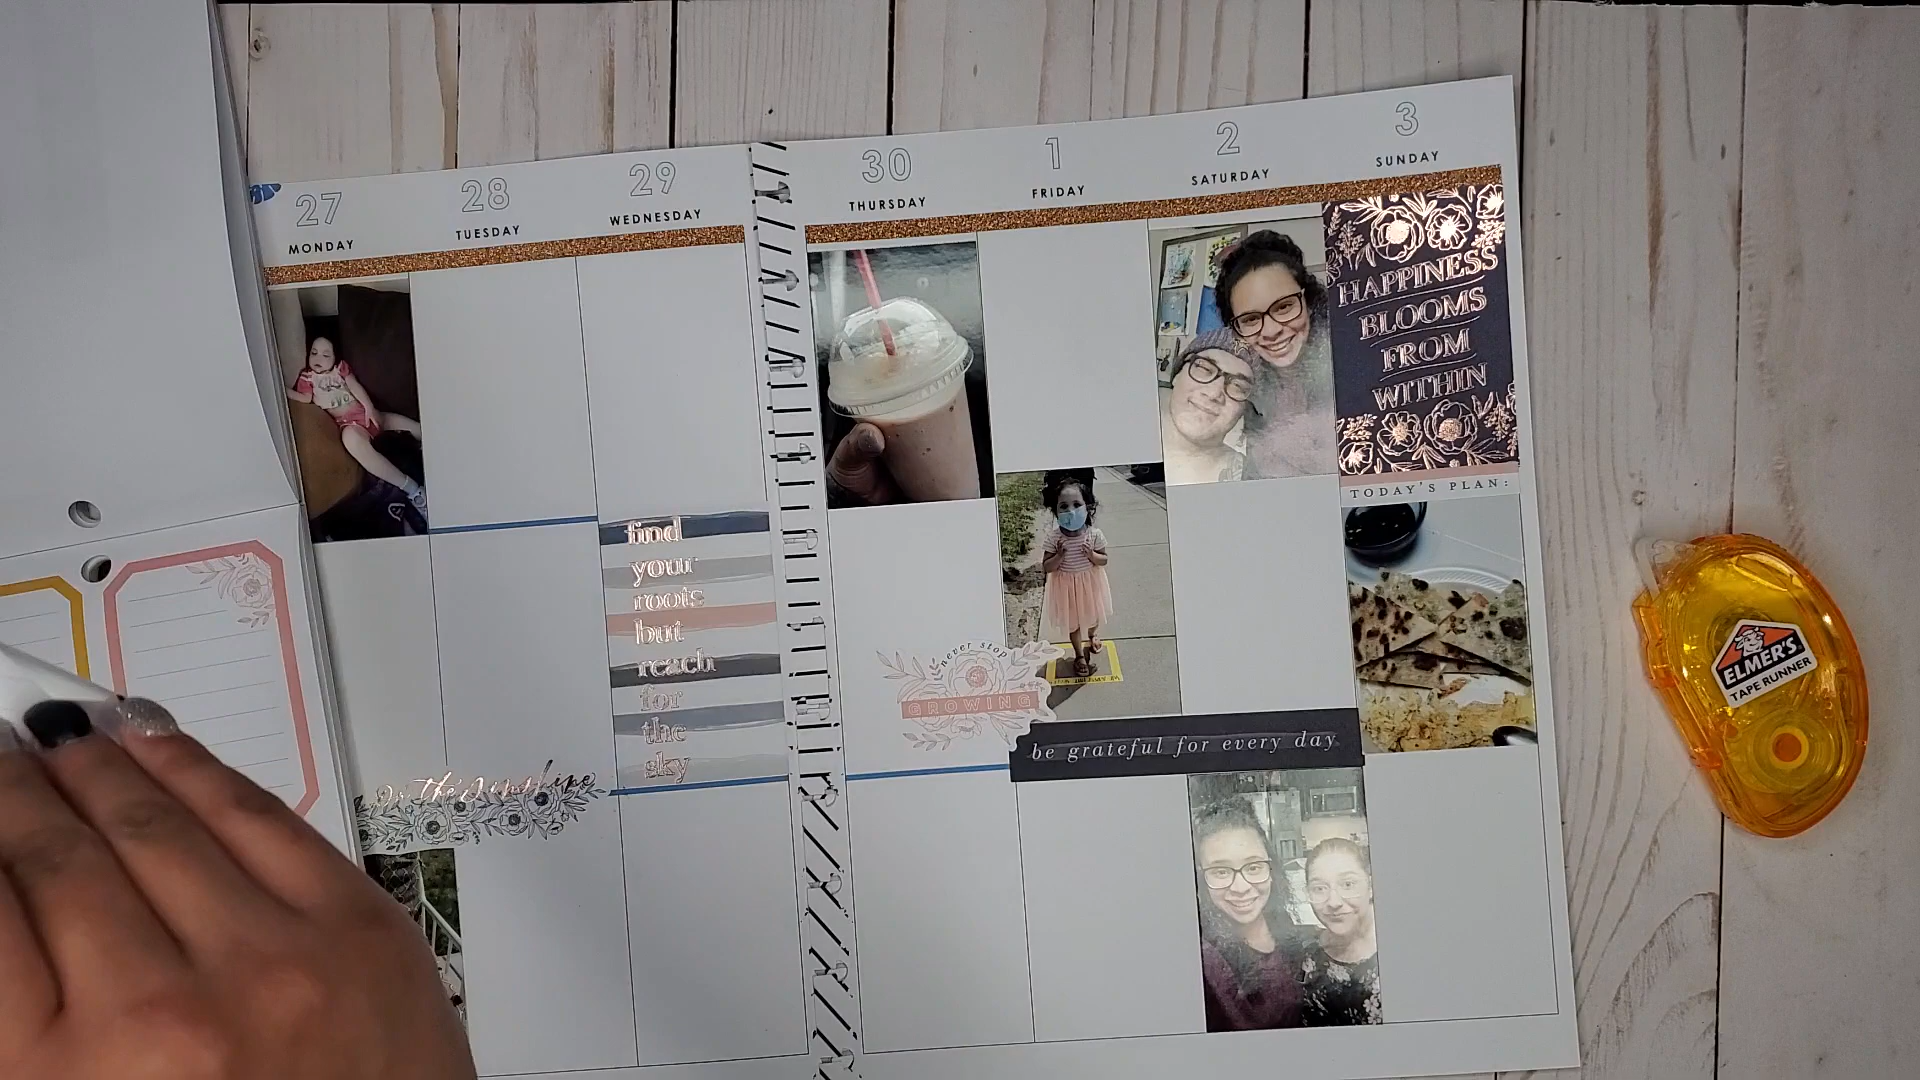 27
MONDAY
28
TUESDAY
29
WEDNESDAY
30
THURSDAY
1
FRIDAY
2
SATURDAY
3
SUNDAY
find
your
roots
but
reach
for
the
sky
the Sunshine
never stop
GROWING
be grateful for every day
HAPPINESS
BLOOMS
FROM
WITHIN
TODAY'S PLAN:
ELMER'S
TAPE RUNNER